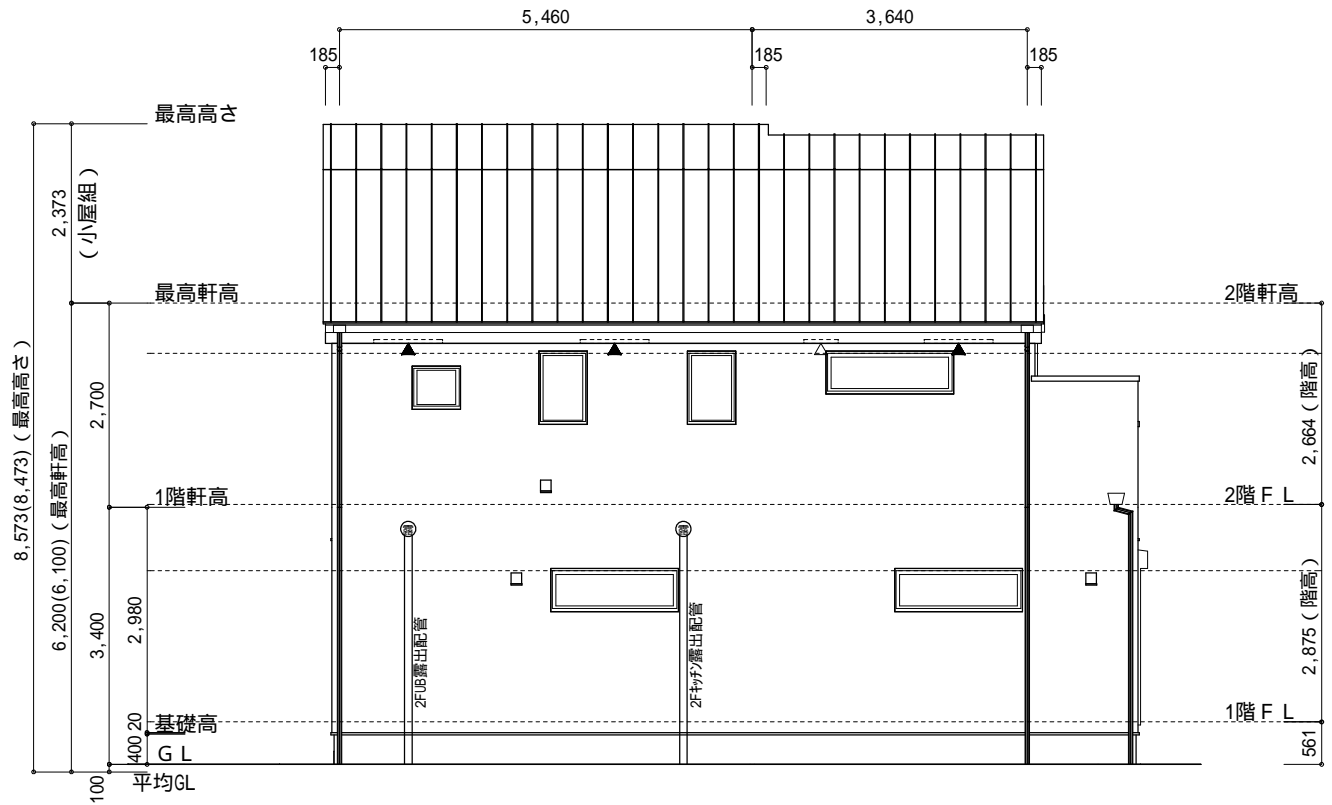 5,460
3,640
185
185
185
最高高さ
2,373
(小屋組)
最高軒高
2階軒高
8,573(8,473)(最高高さ)
6,200(6,100)(最高軒高)
2,700
2,664(階高)
1階軒高
2階FL
3,400
2,980
2FUB露出配管
2Fキッチン露出配管
2,875(階高)
20
基礎高
1階FL
400
GL
561
100
平均GL